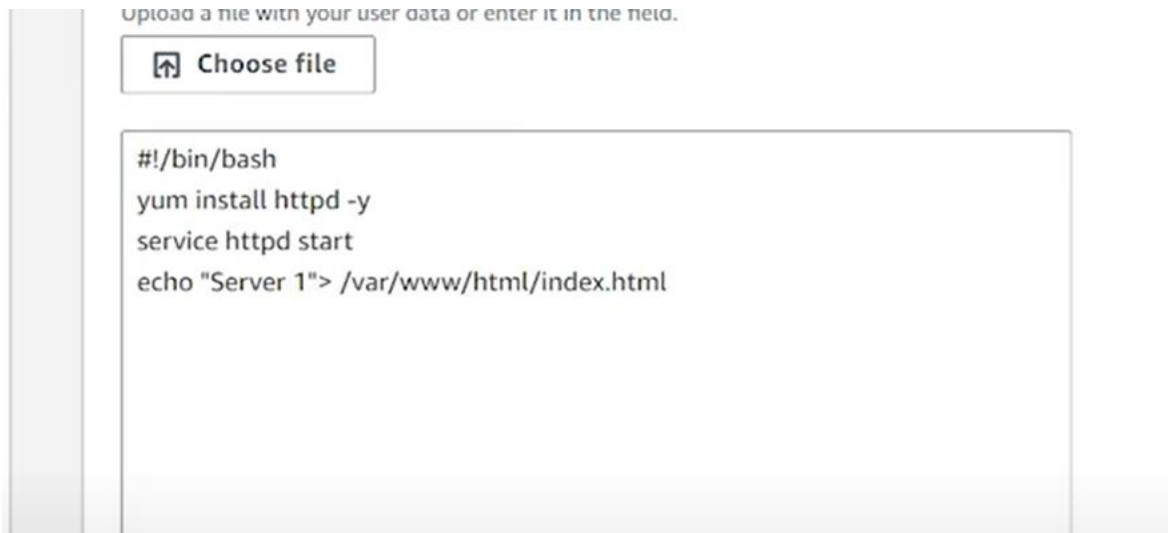 Upload a file with your user data or enter it in the field.
Choose file
#!/bin/bash
yum install httpd -y
service httpd start
echo "Server 1"> /var/www/html/index.html